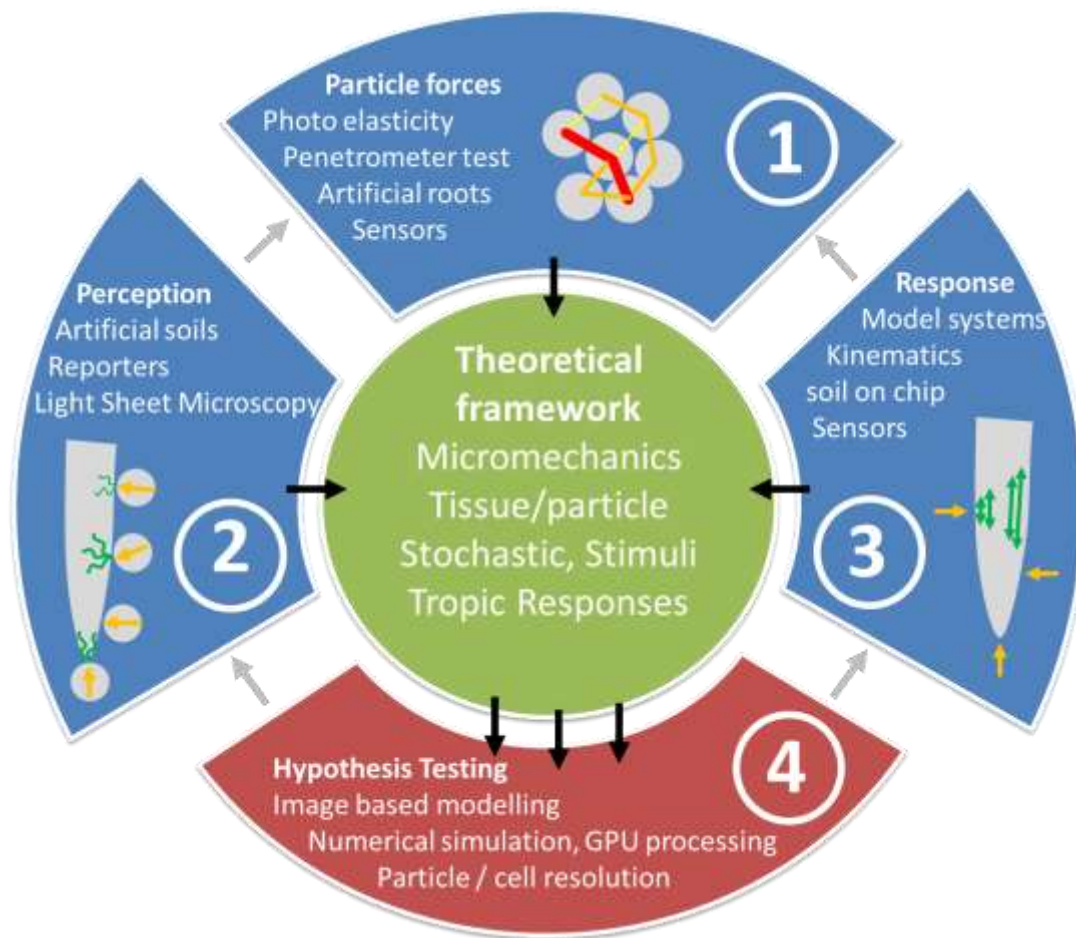 Particle forces
Photo elasticity
Penetrometer test
Artificial roots
Sensors
1
Perception
Artificial soils
Reporters
Light Sheet Microscopy
2
Theoretical
framework
Micromechanics
Tissue/particle
Stochastic, Stimuli
Tropic Responses
Response
Model systems
Kinematics
soil on chip
Sensors
3
Hypothesis Testing
Image based modelling
Numerical simulation, GPU processing
Particle / cell resolution
4